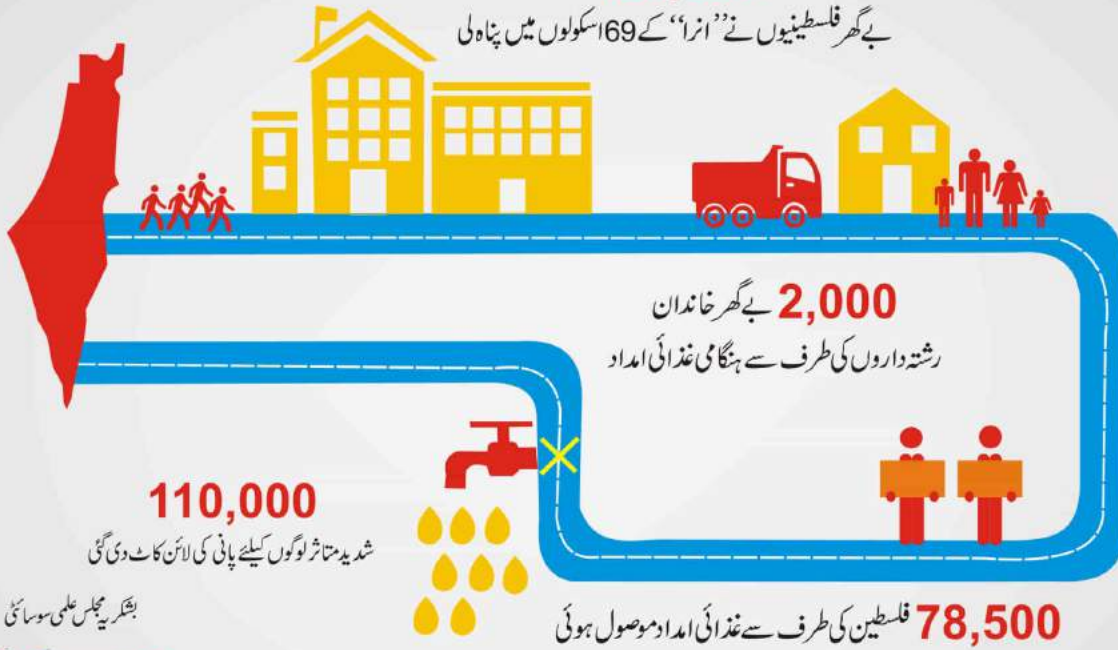 بے گھر فلسطینیوں نے ’’انرا‘‘ کے 69 اسکولوں میں پناہ لی
2,000 بے گھر خاندان
رشتہ داروں کی طرف سے ہنگامی غذائی امداد
110,000
شدید متاثر لوگوں کیلئے پانی کی لائن کاٹ دی گئی
78,500 فلسطین کی طرف سے غذائی امداد موصول ہوئی
بشکریہ مجلس علمی سوسائٹی